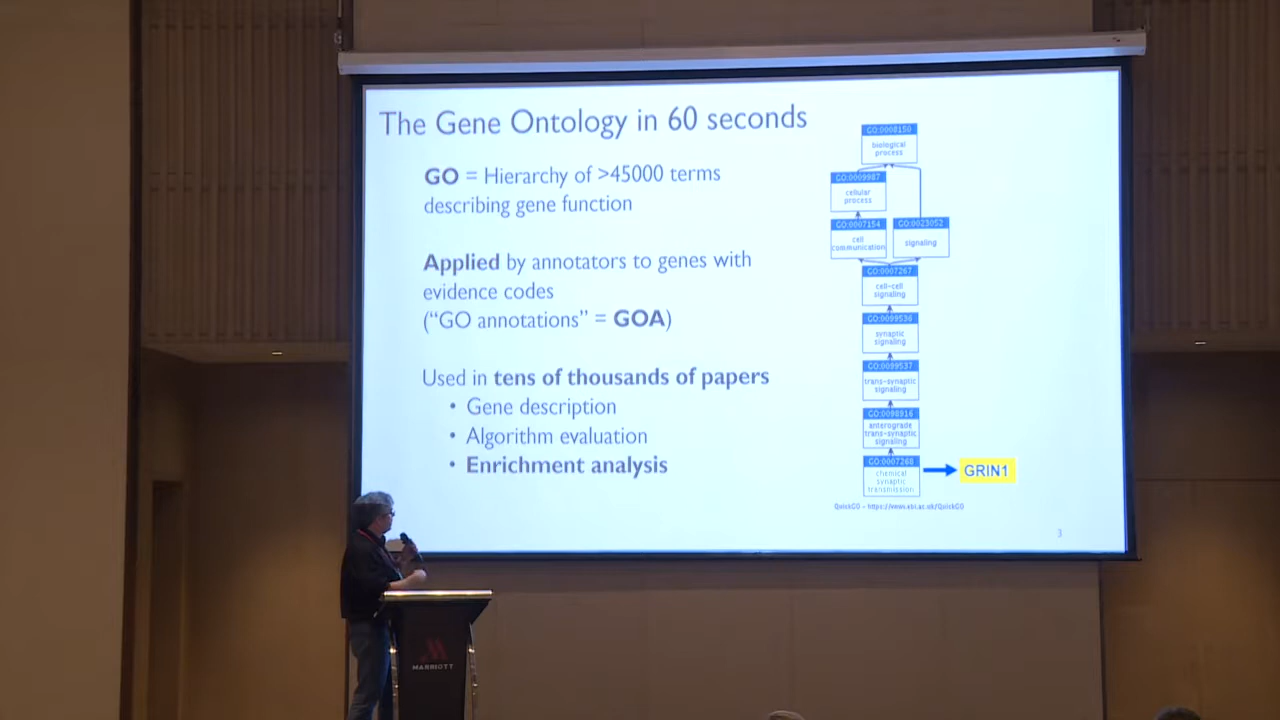 The Gene Ontology in 60 seconds
GO = Hierarchy of >45000 terms
describing gene function
Applied by annotators to genes with
evidence codes
("GO annotations" = GOA)
Used in tens of thousands of papers
• Gene description
• Algorithm evaluation
• Enrichment analysis
GO:0008150
biological
process
GO:0009987
cellular
process
GO:0007154
cell
communication
GO:0023052
signaling
GO:0007267
cell-cell
signaling
GO:0099536
synaptic
signaling
GO:0099537
trans-synaptic
signaling
GO:0098916
anterograde
trans-synaptic
signaling
GO:0007268
chemical
synaptic
transmission
GRIN1
QuickGO - https://www.ebi.ac.uk/QuickGO
3
MARRIOTT